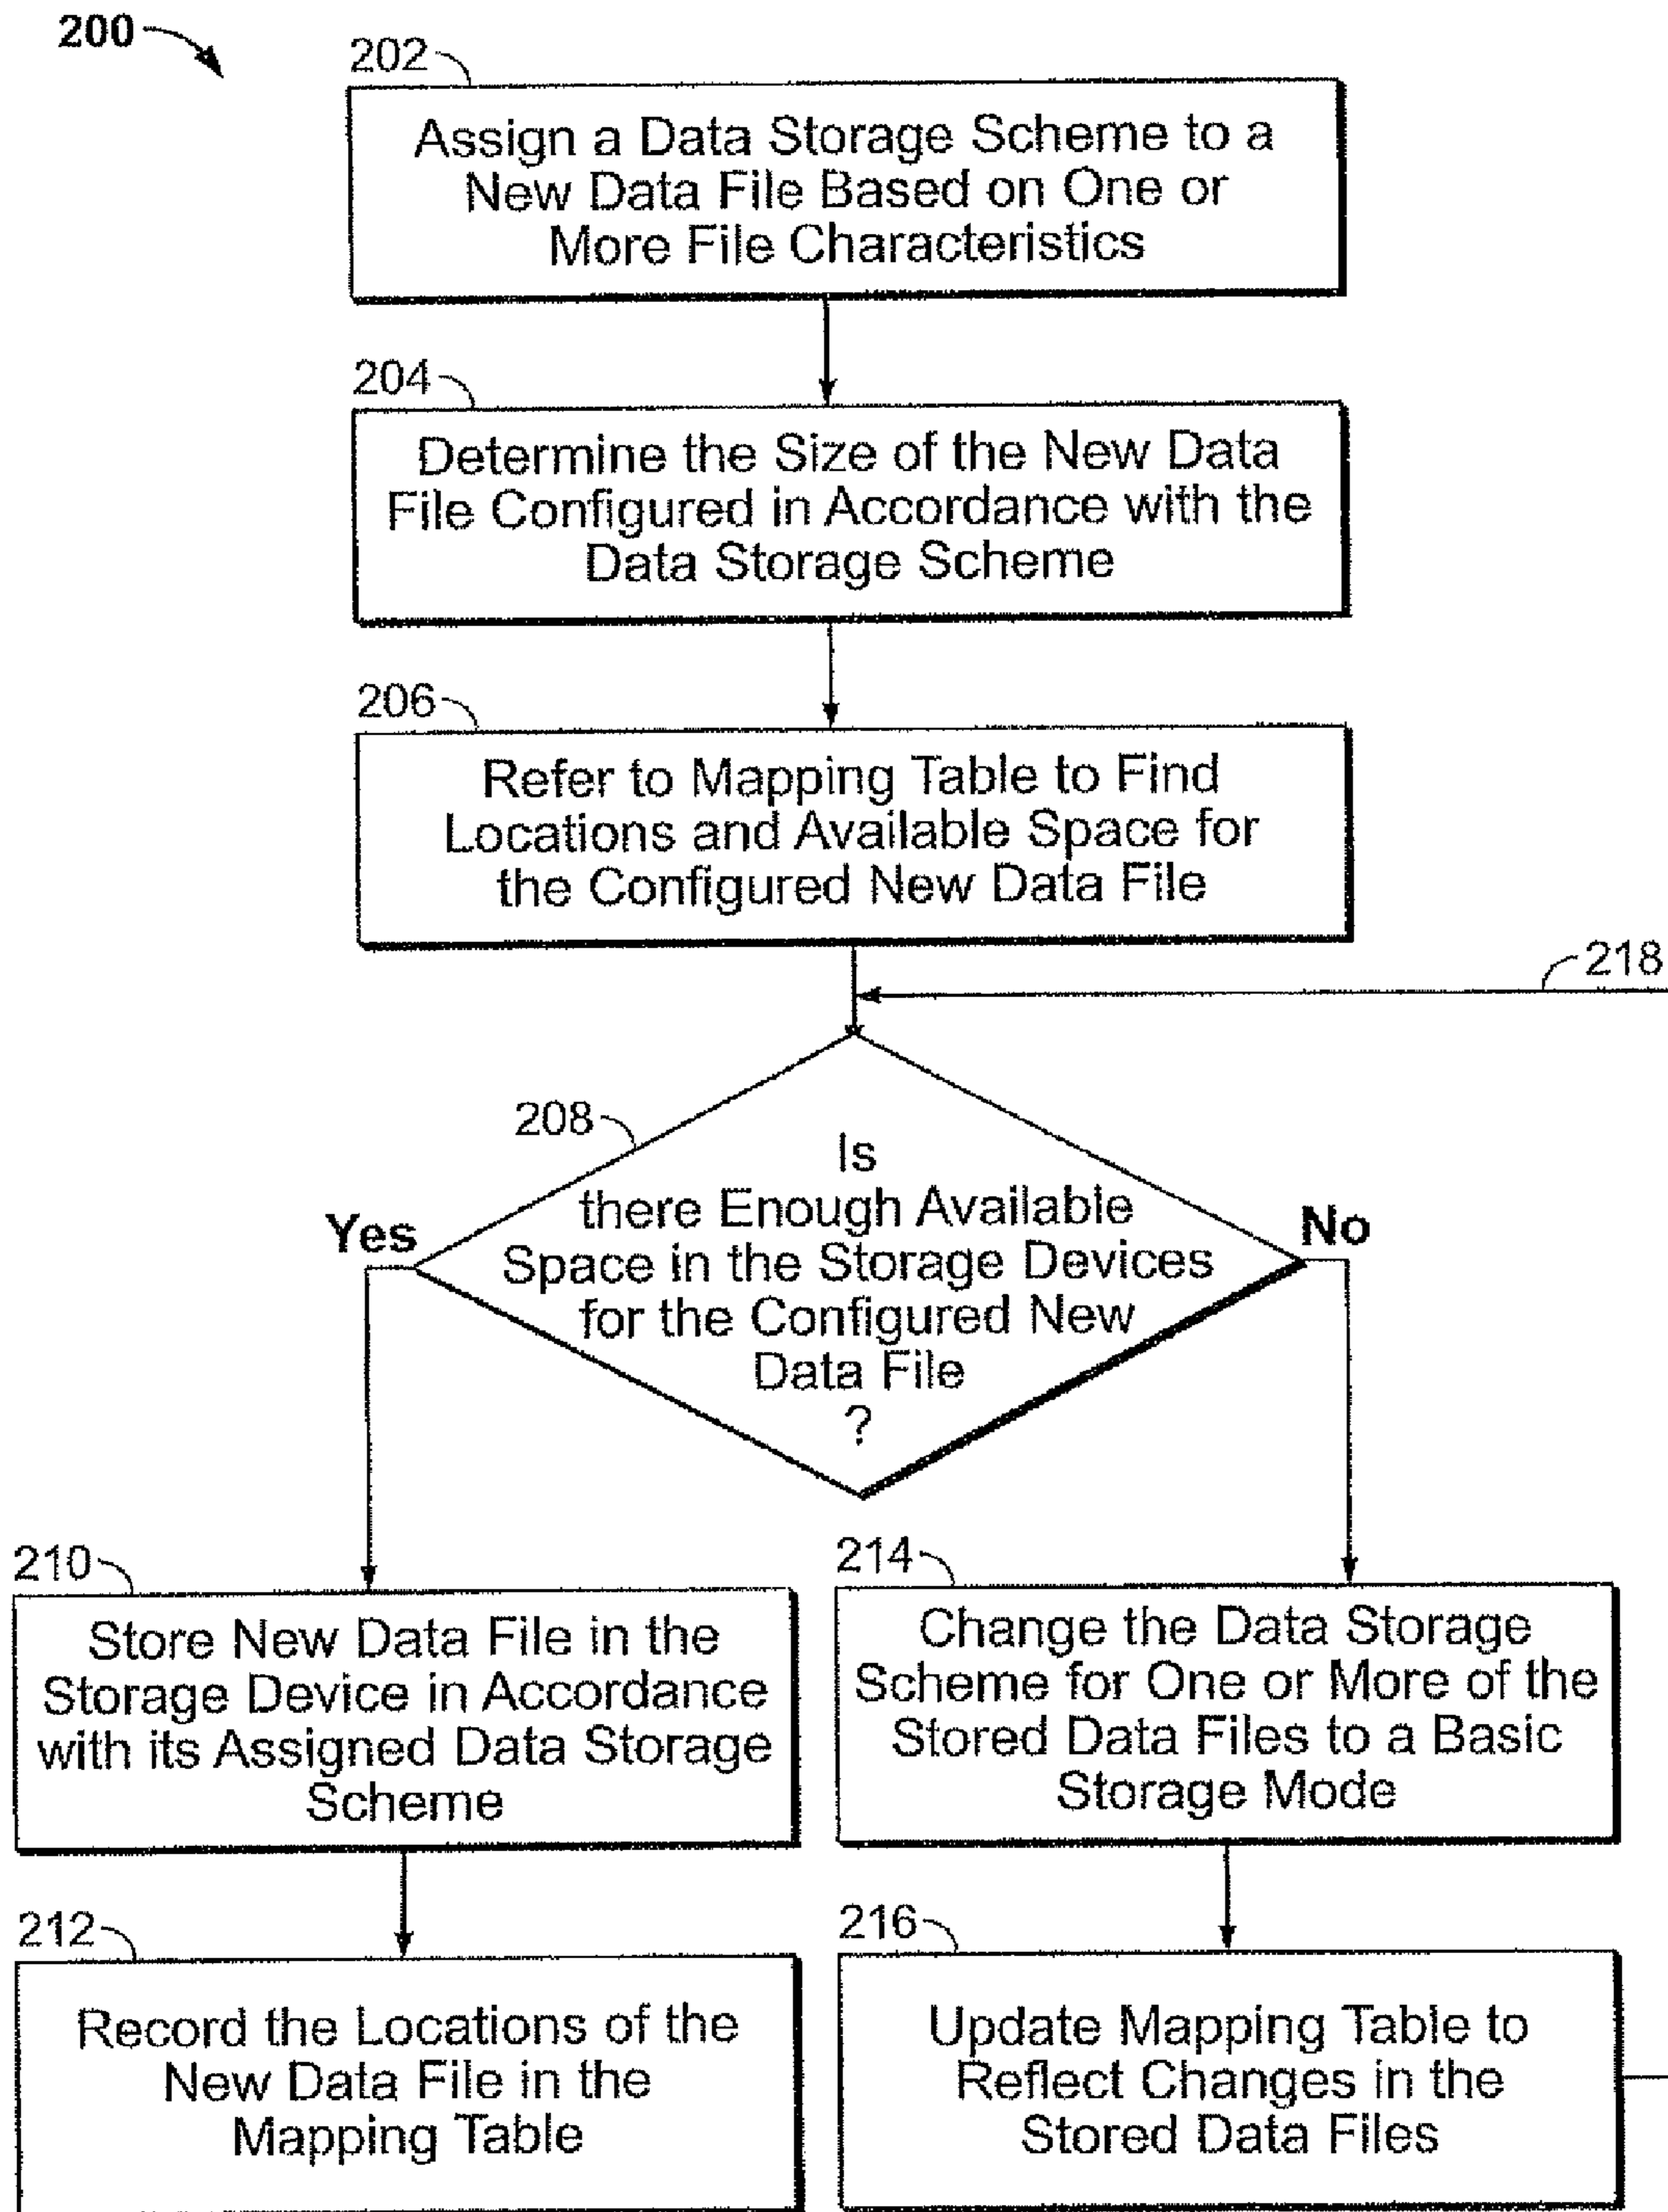 200
202
Assign a Data Storage Scheme to a
New Data File Based on One or
More File Characteristics
204
Determine the Size of the New Data
File Configured in Accordance with the
Data Storage Scheme
206
Refer to Mapping Table to Find
Locations and Available Space for
the Configured New Data File
218
208
Is
there Enough Available
Space in the Storage Devices
for the Configured New
Data File
?
Yes
No
210
Store New Data File in the
Storage Device in Accordance
with its Assigned Data Storage
Scheme
214
Change the Data Storage
Scheme for One or More of the
Stored Data Files to a Basic
Storage Mode
212
Record the Locations of the
New Data File in the
Mapping Table
216
Update Mapping Table to
Reflect Changes in the
Stored Data Files